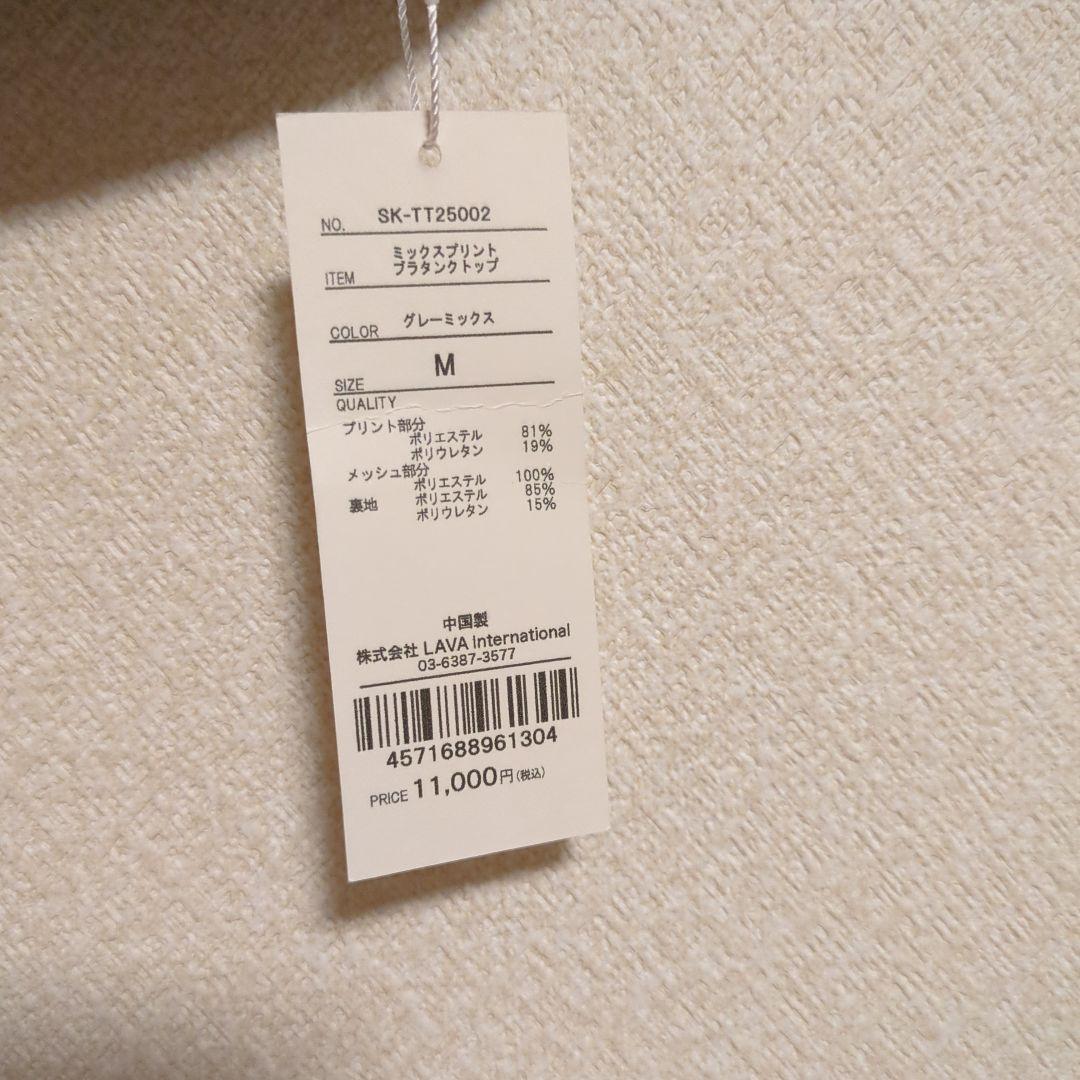 NO. SK-TT25002
ミックスプリント
ITEM ブラタンクトップ
COLOR グレーミックス
SIZE M
QUALITY
プリント部分
ポリエステル 81%
ポリウレタン 19%
メッシュ部分
ポリエステル 100%
裏地 ポリエステル 85%
ポリウレタン 15%
中国製
株式会社 LAVA International
03-6387-3577
4571688961304
PRICE 11,000円(税込)